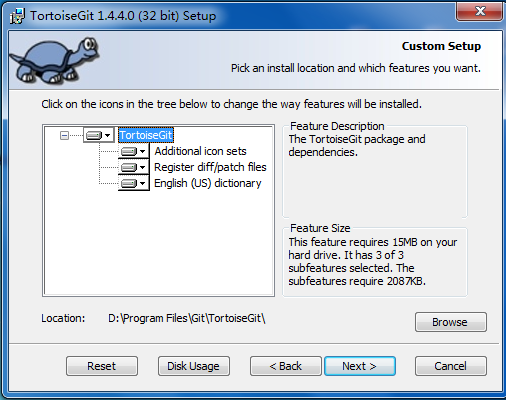 TortoiseGit 1.4.4.0 (32 bit) Setup
Custom Setup
Pick an install location and which features you want.
Click on the icons in the tree below to change the way features will be installed.
TortoiseGit
Additional icon sets
Register diff/patch files
English (US) dictionary
Feature Description
The TortoiseGit package and
dependencies.
Feature Size
This feature requires 15MB on your
hard drive. It has 3 of 3
subfeatures selected. The
subfeatures require 2087KB.
Location: D:\Program Files\Git\TortoiseGit\
Browse
Reset Disk Usage < Back Next > Cancel